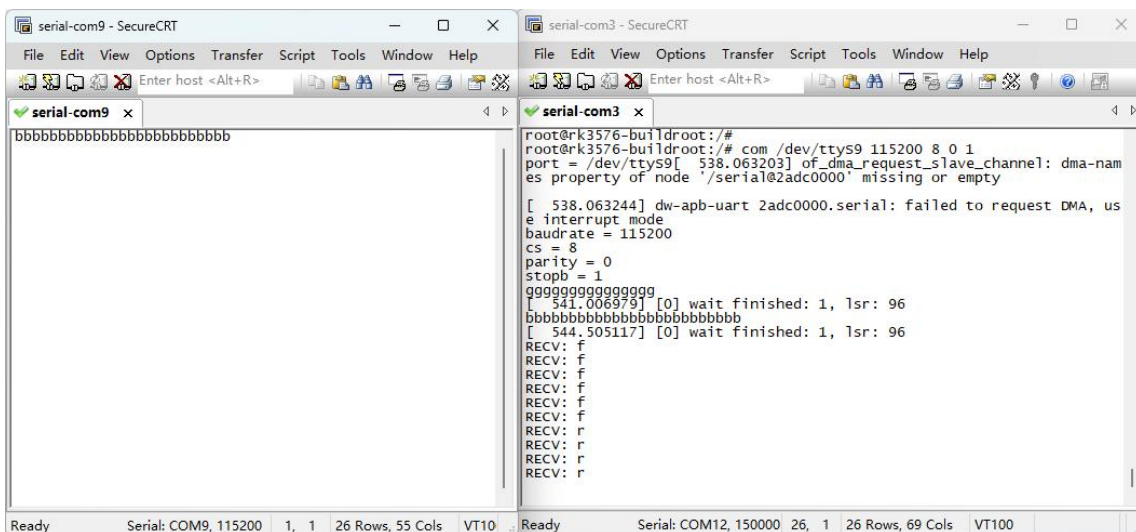 serial-com9 - SecureCRT
File Edit View Options Transfer Script Tools Window Help
Enter host <Alt+R>
serial-com9 x
bbbbbbbbbbbbbbbbbbbbbbbbb
Ready Serial: COM9, 115200 1, 1 26 Rows, 55 Cols VT10
serial-com3 - SecureCRT
File Edit View Options Transfer Script Tools Window Help
Enter host <Alt+R>
serial-com3 x
root@rk3576-buildroot:/#
root@rk3576-buildroot:/# com /dev/ttyS9 115200 8 0 1
port = /dev/ttyS9[  538.063203] of_dma_request_slave_channel: dma-nam
es property of node '/serial@2adc0000' missing or empty
[  538.063244] dw-apb-uart 2adc0000.serial: failed to request DMA, us
e interrupt mode
baudrate = 115200
cs = 8
parity = 0
stopb = 1
ggggggggggggggg
[  541.006979] [0] wait finished: 1, lsr: 96
bbbbbbbbbbbbbbbbbbbbbbbbb
[  544.505117] [0] wait finished: 1, lsr: 96
RECV: f
RECV: f
RECV: f
RECV: f
RECV: f
RECV: f
RECV: r
RECV: r
RECV: r
RECV: r
Ready Serial: COM12, 150000 26, 1 26 Rows, 69 Cols VT100